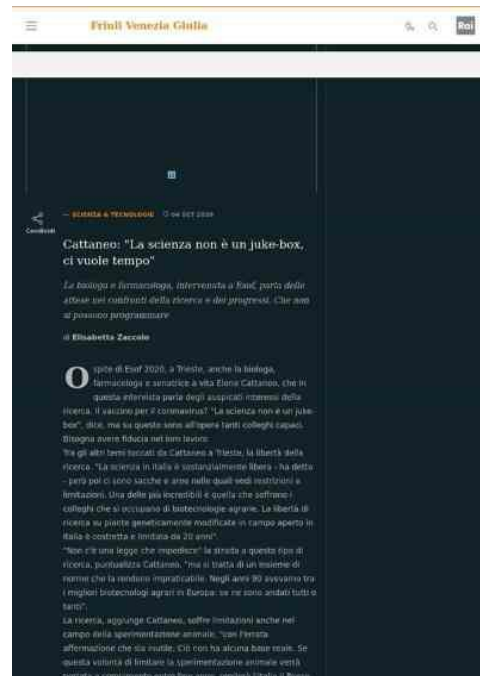 Friuli Venezia Giulia
Rai
— SCIENZA & TECNOLOGIE
Condividi
Cattaneo: "La scienza non è un juke-box,
ci vuole tempo"
La biologa e farmacologa, intervenuta a Esof, parla delle
attese nei confronti della ricerca e dei progressi. Che non
si possono programmare
di Elisabetta Zaccolo
Ospite di Esof 2020, a Trieste, anche la biologa,
farmacologa e senatrice a vita Elena Cattaneo, che in
questa intervista parla degli auspicati interessi della
ricerca. Il vaccino per il coronavirus? "La scienza non è un juke-
box", dice, ma su questo sono all'opera tanti colleghi capaci.
Bisogna avere fiducia nel loro lavoro
Tra gli altri temi toccati da Cattaneo a Trieste, la libertà della
ricerca. "La scienza in Italia è sostanzialmente libera - ha detto
- però poi ci sono sacche e aree nelle quali vedi restrizioni e
limitazioni. Una delle più incredibili è quella che soffrono i
colleghi che si occupano di biotecnologie agrarie. La libertà di
ricerca su piante geneticamente modificate in campo aperto in
Italia è costretta e limitata da 20 anni".
"Non c'è una legge che impedisce" la strada a questo tipo di
ricerca, puntualizza Cattaneo, "ma si tratta di un insieme di
norme che la rendono impraticabile. Negli anni 90 avevamo tra
i migliori biotecnologi agrari in Europa: se ne sono andati tutti o
tanti".
La ricerca, aggiunge Cattaneo, soffre limitazioni anche nel
campo della sperimentazione animale, "con l'errata
affermazione che sia inutile. Ciò non ha alcuna base reale. Se
questa volontà di limitare la sperimentazione animale verrà